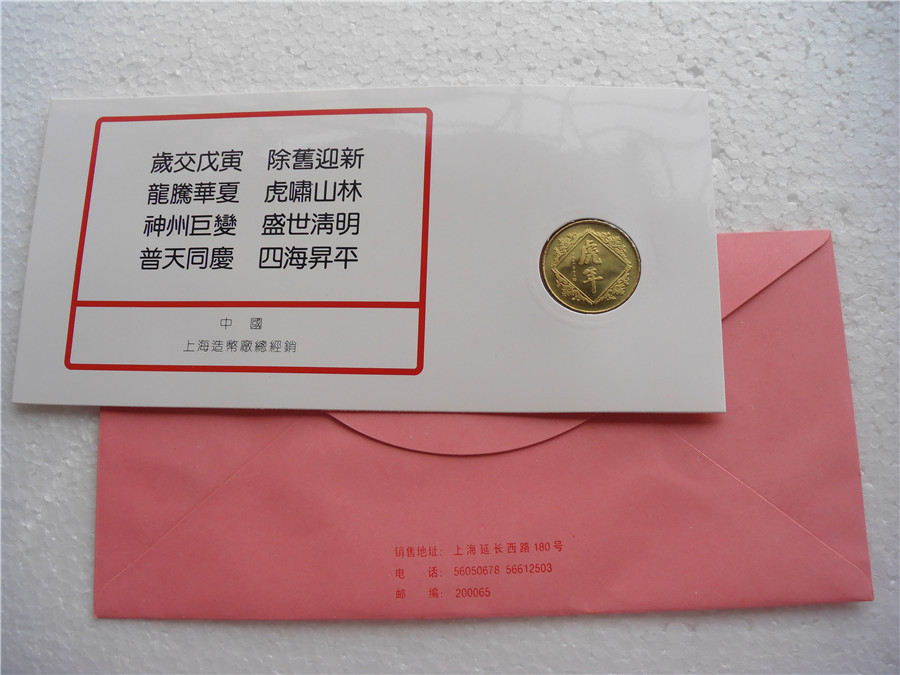 歲交戊寅 除舊迎新
龍騰華夏 虎嘯山林
神州巨變 盛世淸明
普天同慶 四海昇平
中 國
上海造幣廠總經銷
虎
年
销售地址: 上海延长西路180号
电 话: 56050678 56612503
邮 编: 200065